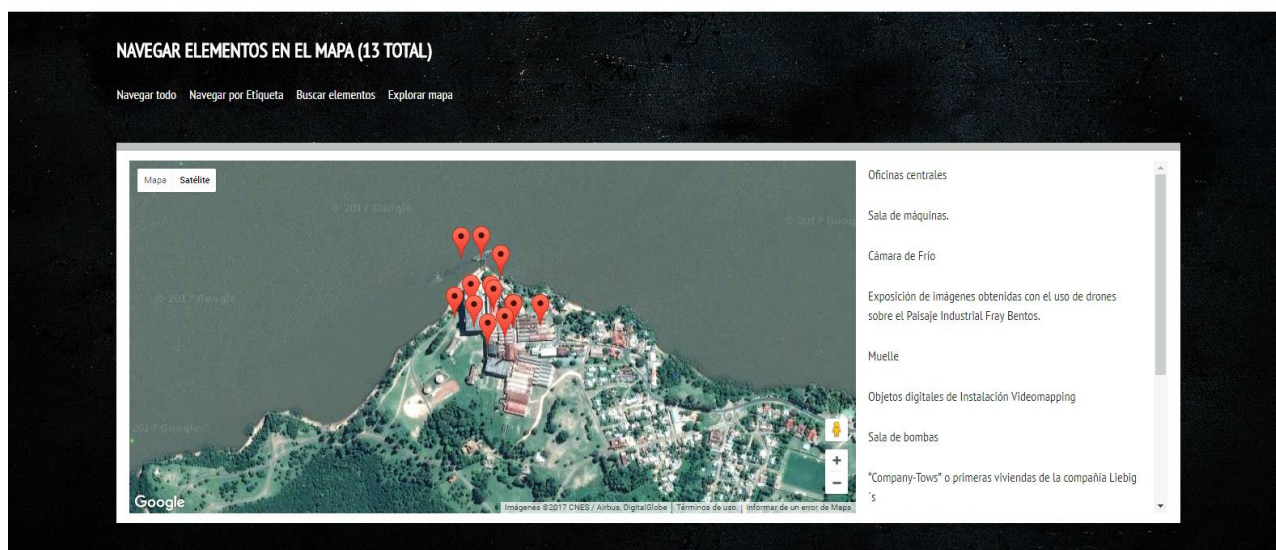 NAVEGAR ELEMENTOS EN EL MAPA (13 TOTAL)
Navegar todo Navegar por Etiqueta Buscar elementos Explorar mapa
Mapa Satélite
© 2017 Google
© 2017 Goog
© 2017 Google
2017 Google
Google
Imágenes ©2017 CNES / Airbus, DigitalGlobe Términos de uso Informar de un error de Maps
Oficinas centrales
Sala de máquinas.
Cámara de Frío
Exposición de imágenes obtenidas con el uso de drones
sobre el Paisaje Industrial Fray Bentos.
Muelle
Objetos digitales de Instalación Videomapping
Sala de bombas
"Company-Tows" o primeras viviendas de la compañía Liebig
´s